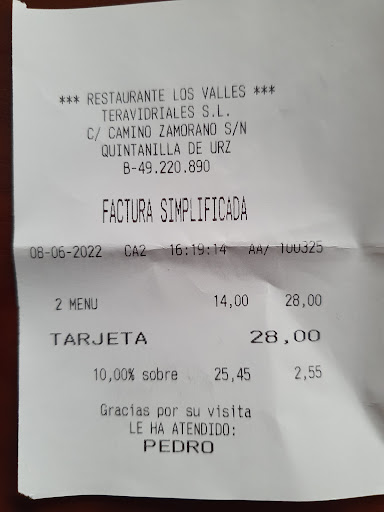 *** RESTAURANTE LOS VALLES ***
TERAVIDRIALES S.L.
C/ CAMINO ZAMORANO S/N
QUINTANILLA DE URZ
B-49.220.890
FACTURA SIMPLIFICADA
08-06-2022 CA2 16:19:14 AA/ 100325
2 MENU 14,00 28,00
TARJETA 28,00
10,00% sobre 25,45 2,55
Gracias por su visita
LE HA ATENDIDO:
PEDRO